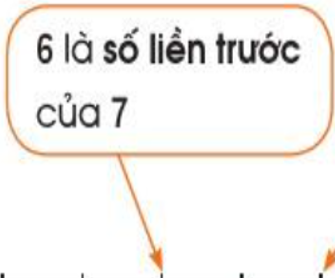 6 là số liền trước
của 7